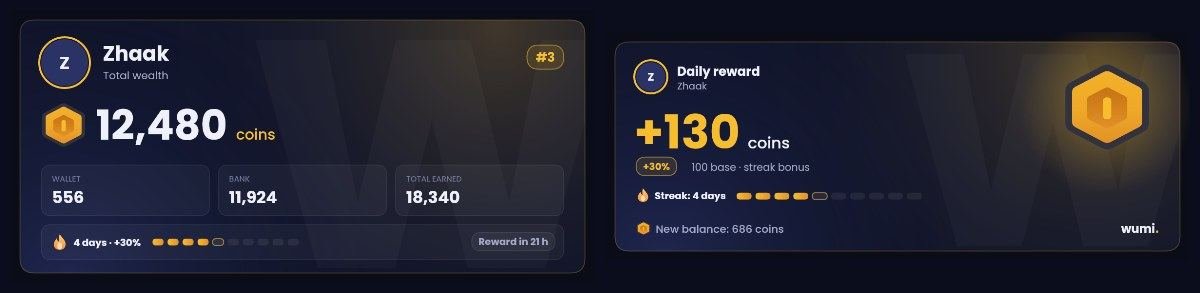 Z
Zhaak
Total wealth
#3
12,480 coins
WALLET
556
BANK
11,924
TOTAL EARNED
18,340
4 days · +30%
Reward in 21 h
Z
Daily reward
Zhaak
+130 coins
+30%
100 base · streak bonus
Streak: 4 days
New balance: 686 coins
wumi.